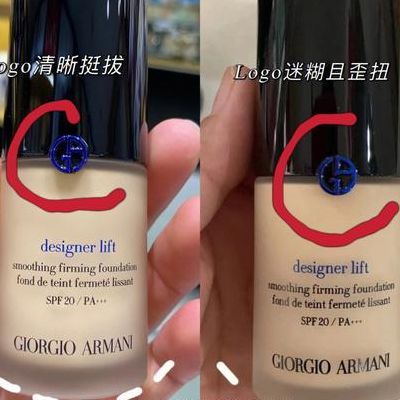 Logo清晰挺拔
designer lift
smoothing firming foundation
fond de teint fermeté lissant
SPF 20 / PA+++
GIORGIO ARMANI
Logo迷糊且歪扭
designer lift
smoothing firming foundation
fond de teint fermeté lissant
SPF 20 / PA+++
GIORGIO ARMANI